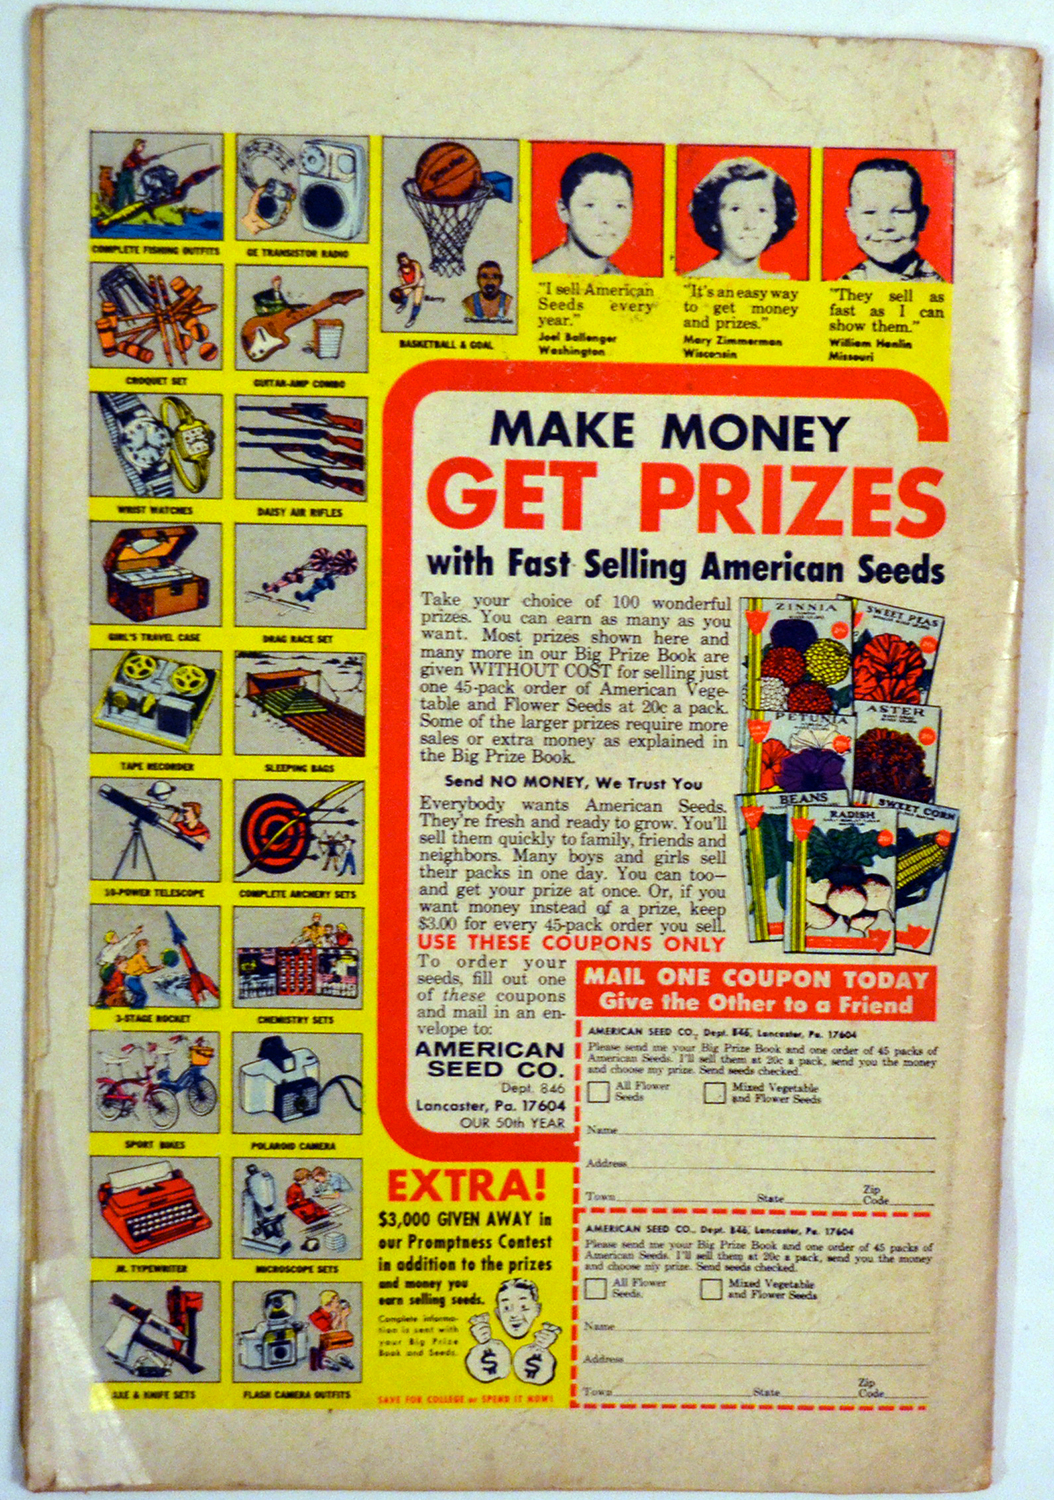 COMPLETE FISHING OUTFITS
GE TRANSISTOR RADIO
Barry
Chamberlain
BASKETBALL & GOAL
CROQUET SET
GUITAR-AMP COMBO
WRIST WATCHES
DAISY AIR RIFLES
GIRL'S TRAVEL CASE
DRAG RACE SET
TAPE RECORDER
SLEEPING BAGS
10-POWER TELESCOPE
COMPLETE ARCHERY SETS
3-STAGE ROCKET
CHEMISTRY SETS
SPORT BIKES
POLAROID CAMERA
JR. TYPEWRITER
MICROSCOPE SETS
AXE & KNIFE SETS
FLASH CAMERA OUTFITS
"I sell American
Seeds every
year."
Joel Ballenger
Washington
"It's an easy way
to get money
and prizes."
Mary Zimmerman
Wisconsin
"They sell as
fast as I can
show them."
William Henlin
Missouri
MAKE MONEY
GET PRIZES
with Fast Selling American Seeds
Take your choice of 100 wonderful
prizes. You can earn as many as you
want. Most prizes shown here and
many more in our Big Prize Book are
given WITHOUT COST for selling just
one 45-pack order of American Vege-
table and Flower Seeds at 20c a pack.
Some of the larger prizes require more
sales or extra money as explained in
the Big Prize Book.
Send NO MONEY, We Trust You
Everybody wants American Seeds.
They're fresh and ready to grow. You'll
sell them quickly to family, friends and
neighbors. Many boys and girls sell
their packs in one day. You can too—
and get your prize at once. Or, if you
want money instead of a prize, keep
$3.00 for every 45-pack order you sell.
USE THESE COUPONS ONLY
To order your
seeds, fill out one
of these coupons
and mail in an en-
velope to:
AMERICAN
SEED CO.
Dept. 846
Lancaster, Pa. 17604
OUR 50th YEAR
ZINNIA
SWEET PEAS
PETUNIA
ASTER
BEANS
RADISH
SWEET CORN
MAIL ONE COUPON TODAY
Give the Other to a Friend
AMERICAN SEED CO., Dept. 846, Lancaster, Pa. 17604
Please send me your Big Prize Book and one order of 45 packs of
American Seeds. I'll sell them at 20c a pack, send you the money
and choose my prize. Send seeds checked.
All Flower
Seeds
Mixed Vegetable
and Flower Seeds
Name
Address
Town State Zip Code
AMERICAN SEED CO., Dept. 846, Lancaster, Pa. 17604
Please send me your Big Prize Book and one order of 45 packs of
American Seeds. I'll sell them at 20c a pack, send you the money
and choose my prize. Send seeds checked.
All Flower
Seeds.
Mixed Vegetable
and Flower Seeds
Name
Address
Town State Zip Code
EXTRA!
$3,000 GIVEN AWAY in
our Promptness Contest
in addition to the prizes
and money you
earn selling seeds.
Complete informa-
tion is sent with
your Big Prize
Book and Seeds.
$ $
SAVE FOR COLLEGE or SPEND IT NOW!